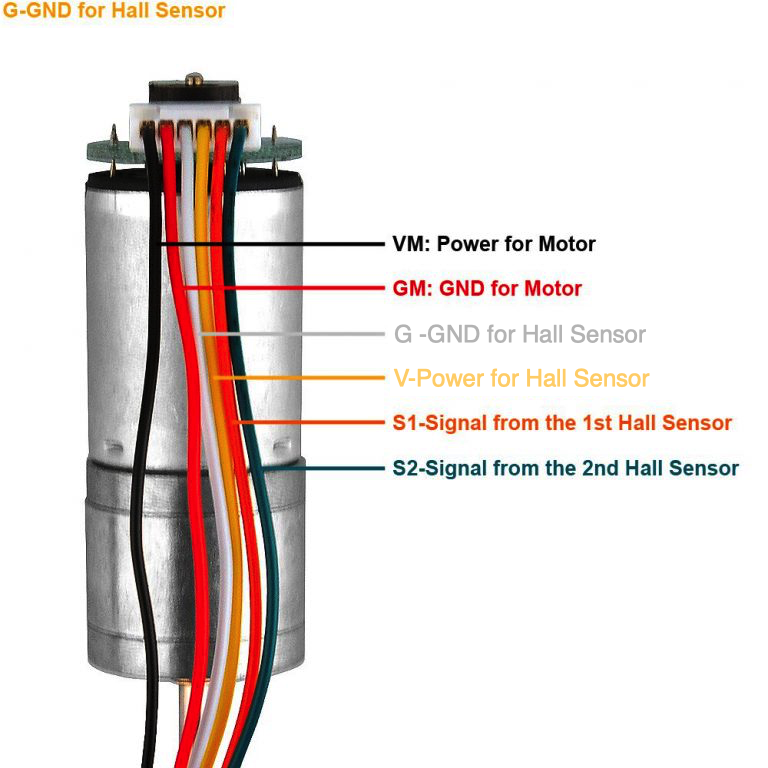 G-GND for Hall Sensor
VM: Power for Motor
GM: GND for Motor
G -GND for Hall Sensor
V-Power for Hall Sensor
S1-Signal from the 1st Hall Sensor
S2-Signal from the 2nd Hall Sensor